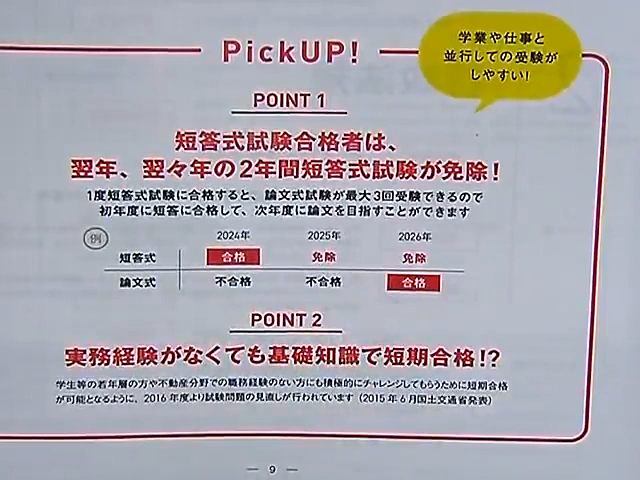 PickUP!
学業や仕事と
並行しての受験が
しやすい!
POINT 1
短答式試験合格者は、
翌年、翌々年の2年間短答式試験が免除!
1度短答式試験に合格すると、論文式試験が最大3回受験できるので
初年度に短答に合格して、次年度に論文を目指すことができます
例
2024年 2025年 2026年
短答式 合格 免除 免除
論文式 不合格 不合格 合格
POINT 2
実務経験がなくても基礎知識で短期合格!?
学生等の若年層の方や不動産分野での職務経験のない方にも積極的にチャレンジしてもらうために短期合格
が可能となるように、2016年度より試験問題の見直しが行われています（2015年6月国土交通省発表）
— 9 —